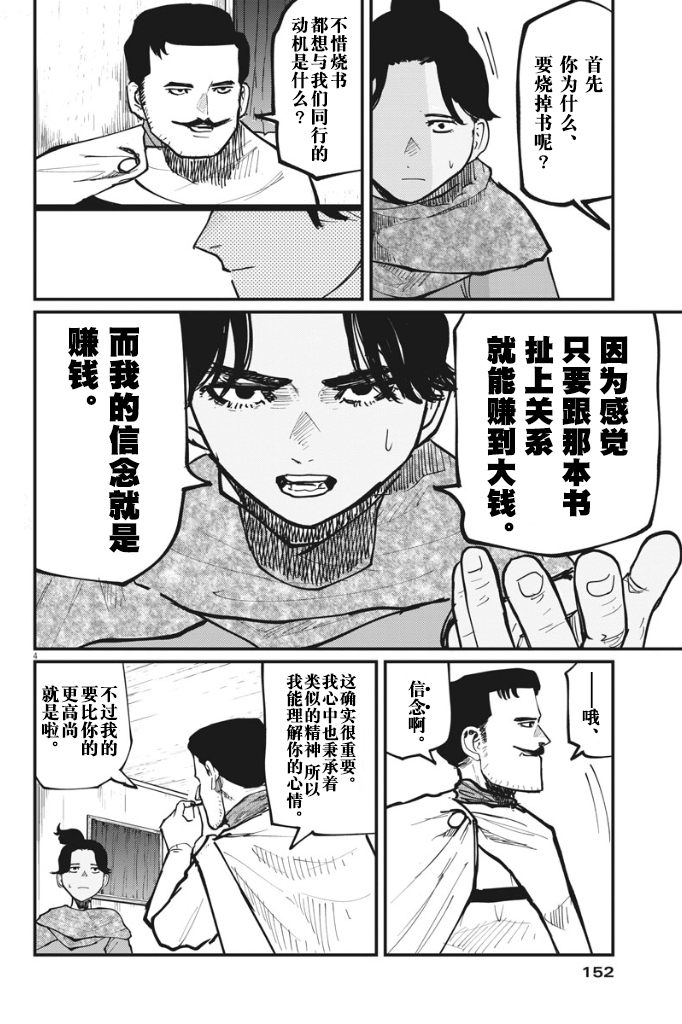 首先
你为什么、
要烧掉书呢？
不惜烧书
都想与我们同行的
动机是什么？
因为感觉
只要跟那本书
扯上关系
就能赚到大钱。
而我的信念就是
赚钱。
——哦、
信念啊。
这确实很重要。
我心中也秉承着
类似的精神 所以
我能理解你的心情。
不过我的
要比你的
更高尚
就是啦。
4
152